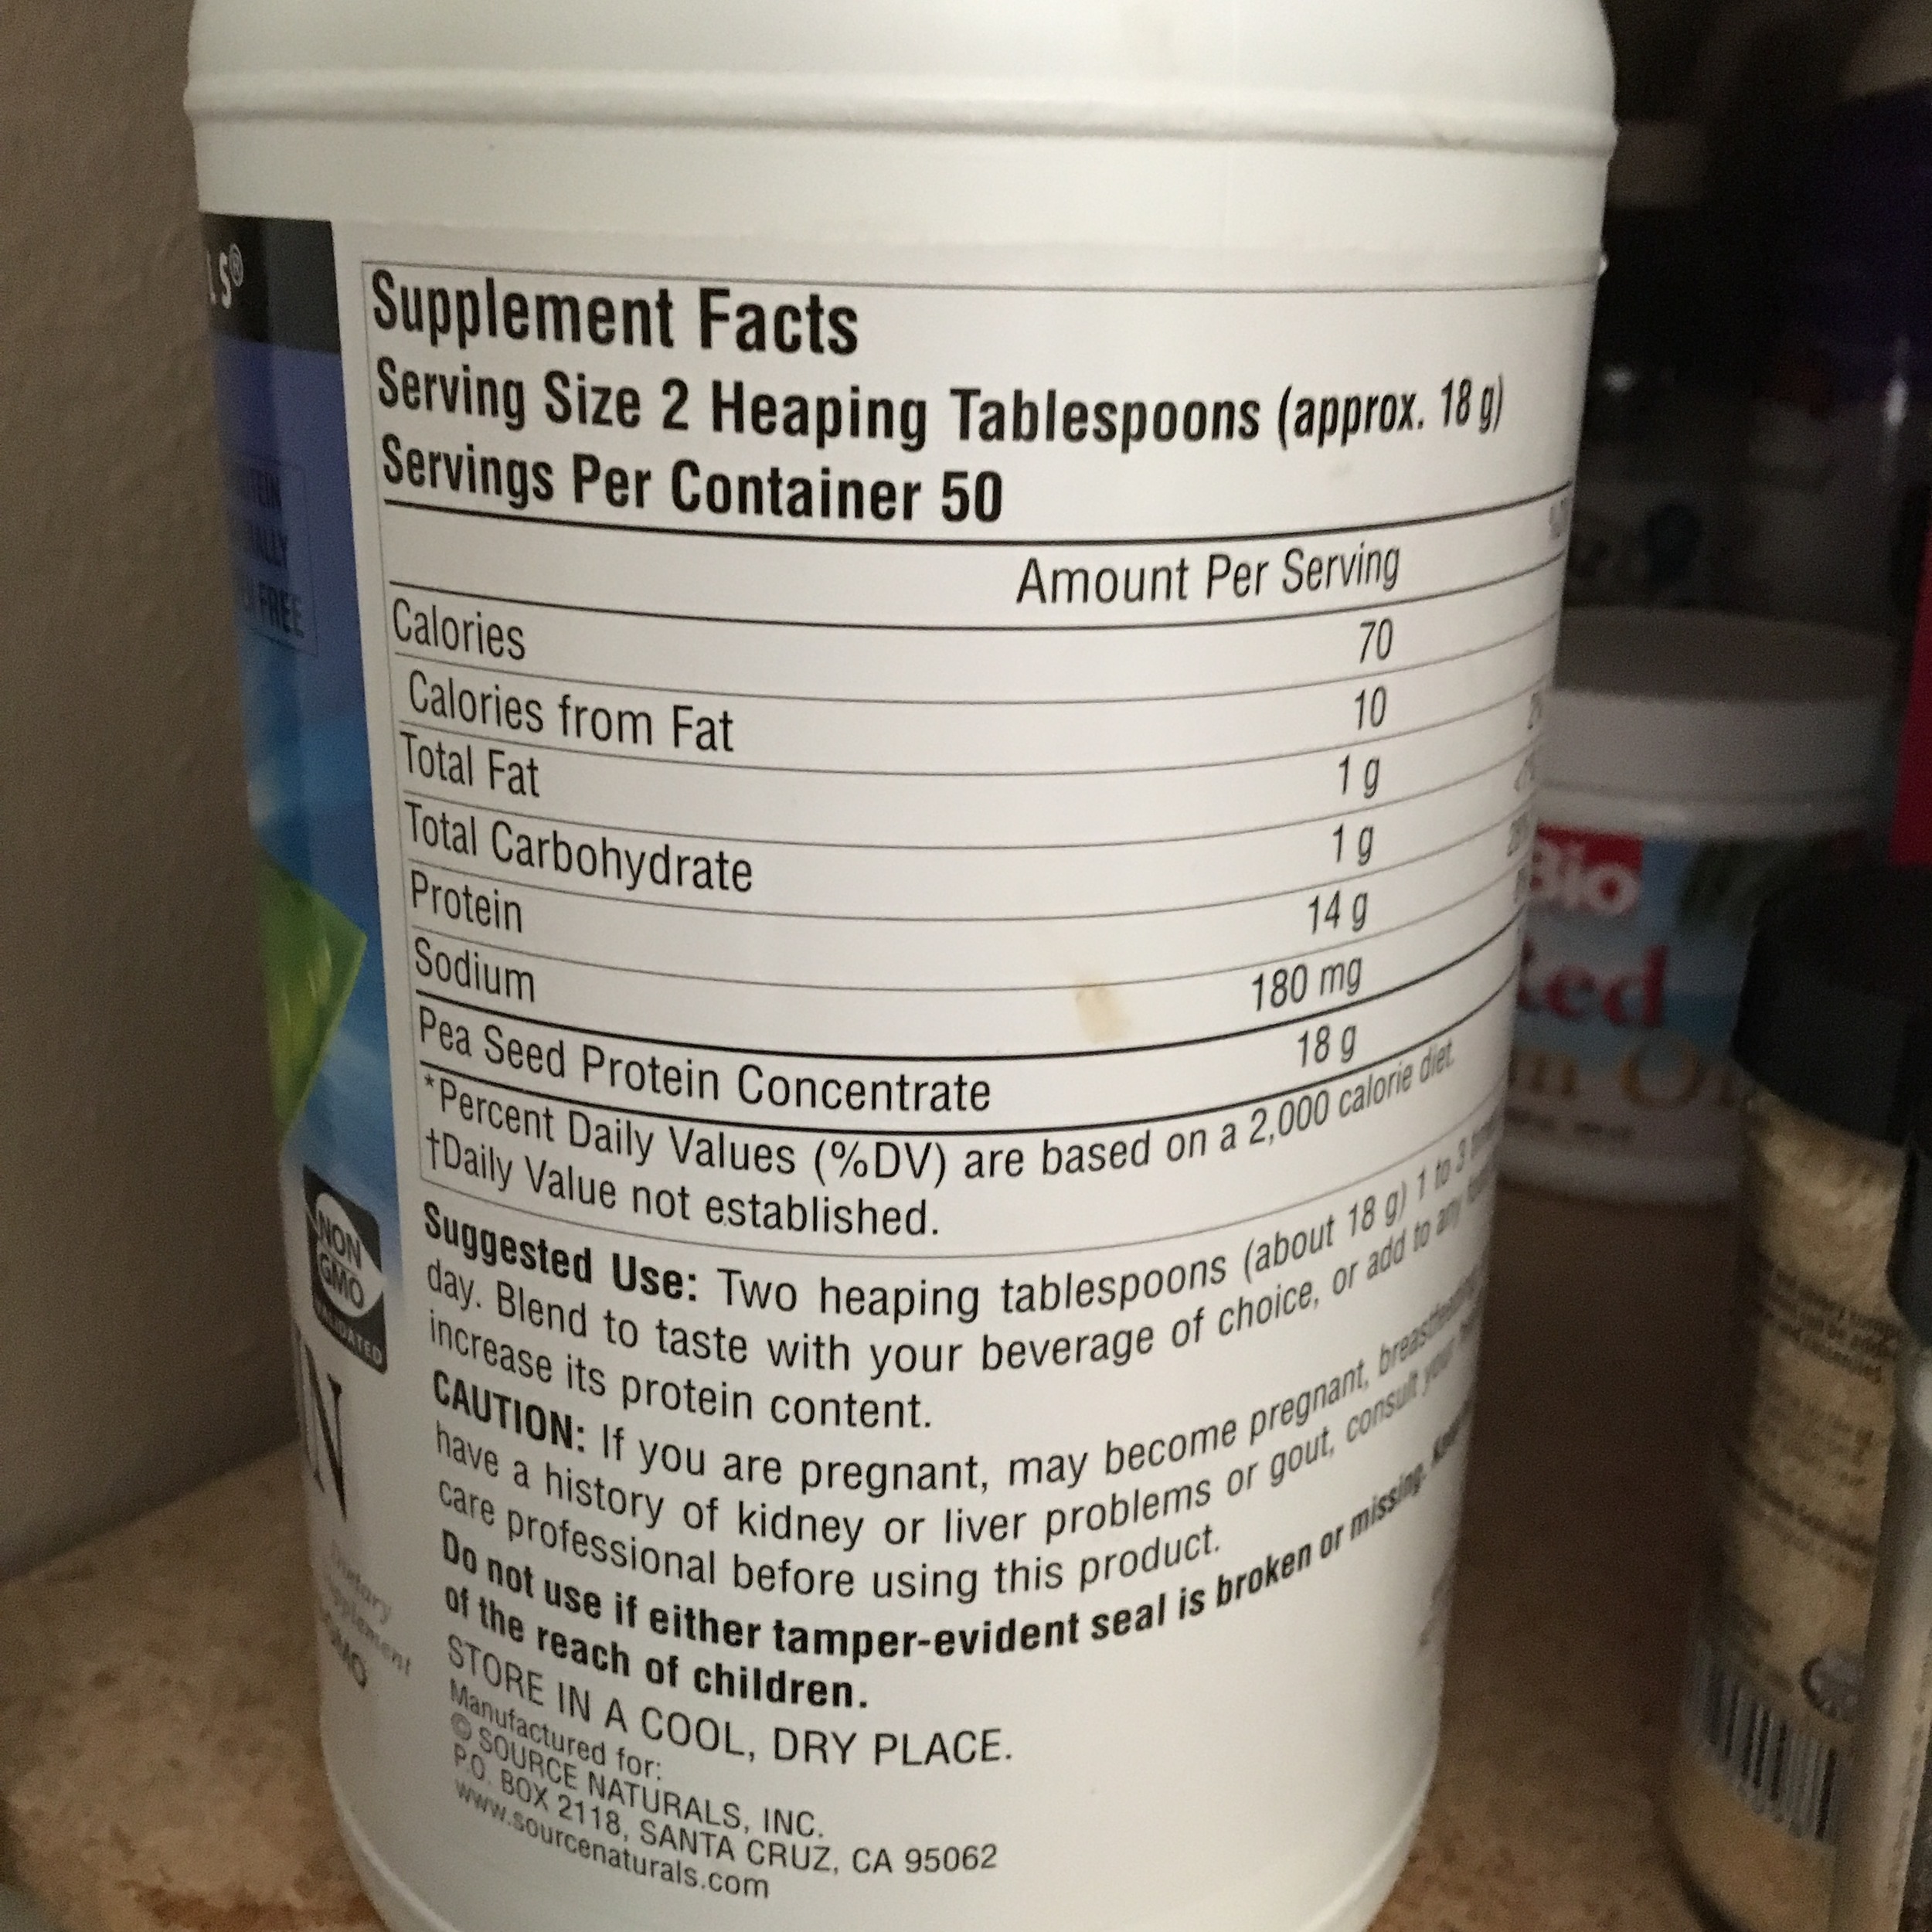 S®
FREE
NON
GMO
VALIDATED
Supplement Facts
Serving Size 2 Heaping Tablespoons (approx. 18 g)
Servings Per Container 50
Amount Per Serving
Calories 70
Calories from Fat 10
Total Fat 1 g
Total Carbohydrate 1 g
Protein 14 g
Sodium 180 mg
Pea Seed Protein Concentrate 18 g
*Percent Daily Values (%DV) are based on a 2,000 calorie diet.
†Daily Value not established.
Suggested Use: Two heaping tablespoons (about 18 g) 1 to 3
day. Blend to taste with your beverage of choice, or add to any
increase its protein content.
CAUTION: If you are pregnant, may become pregnant, breastfeeding
have a history of kidney or liver problems or gout, consult your
care professional before using this product.
Do not use if either tamper-evident seal is broken or missing. Keep
of the reach of children.
STORE IN A COOL, DRY PLACE.
Manufactured for:
© SOURCE NATURALS, INC.
P.O. BOX 2118, SANTA CRUZ, CA 95062
www.sourcenaturals.com
Bio